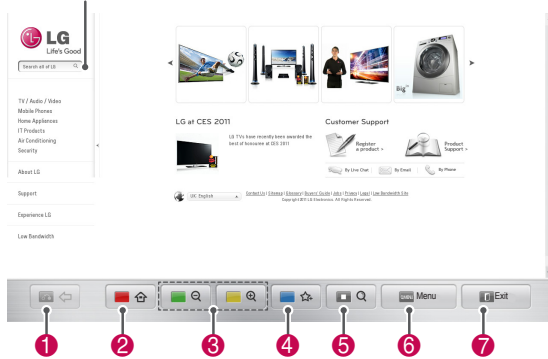 LG
Life's Good
Search all of LG
TV / Audio / Video
Mobile Phones
Home Appliances
IT Products
Air Conditioning
Security
About LG
Support
Experience LG
Low Bandwidth
Big
LG at CES 2011
LG TVs have recently been awarded the
best of honouree at CES 2011
Customer Support
Register
a product >
Product
Support >
By Live Chat
By Email
By Phone
UK: English
Contact Us | Sitemap | Glossary | Buyers' Guide | Jobs | Privacy | Legal | Low Bandwidth Site
Copyright 2011 LG Electronics. All Rights Reserved.
Menu
Exit
1
2
3
4
5
6
7